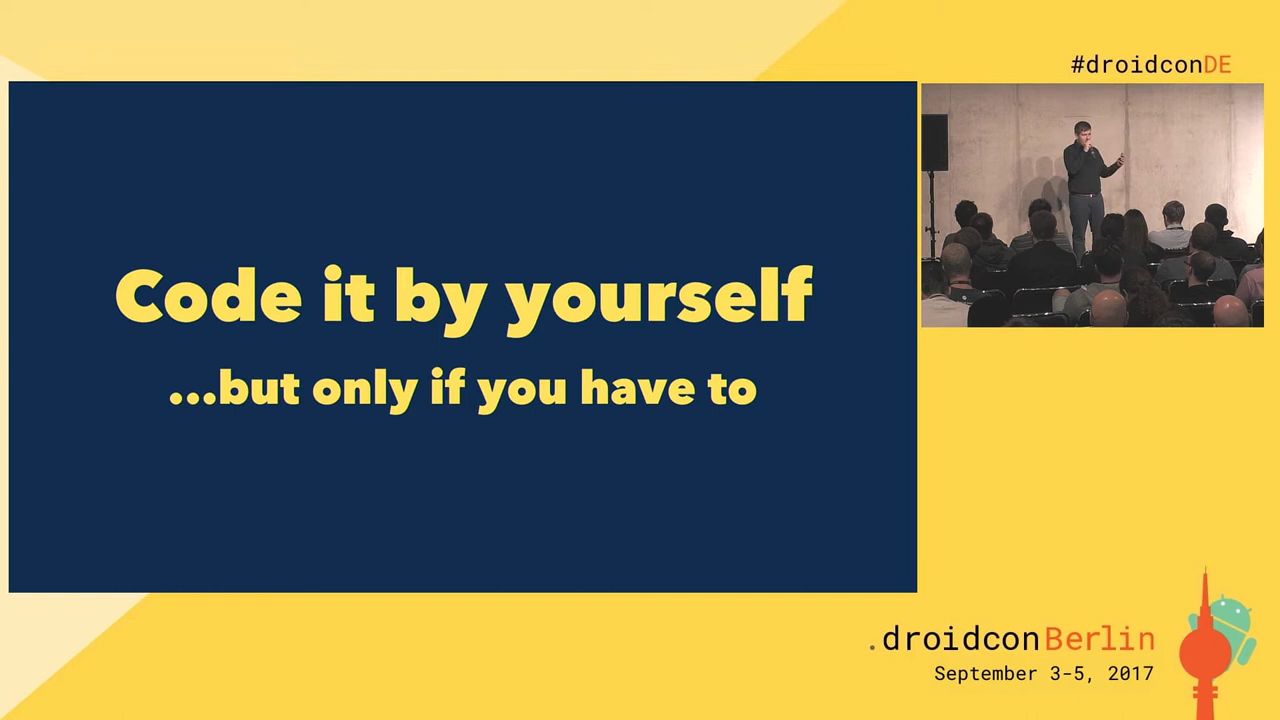 #droidconDE
Code it by yourself
...but only if you have to
.droidconBerlin
September 3-5, 2017